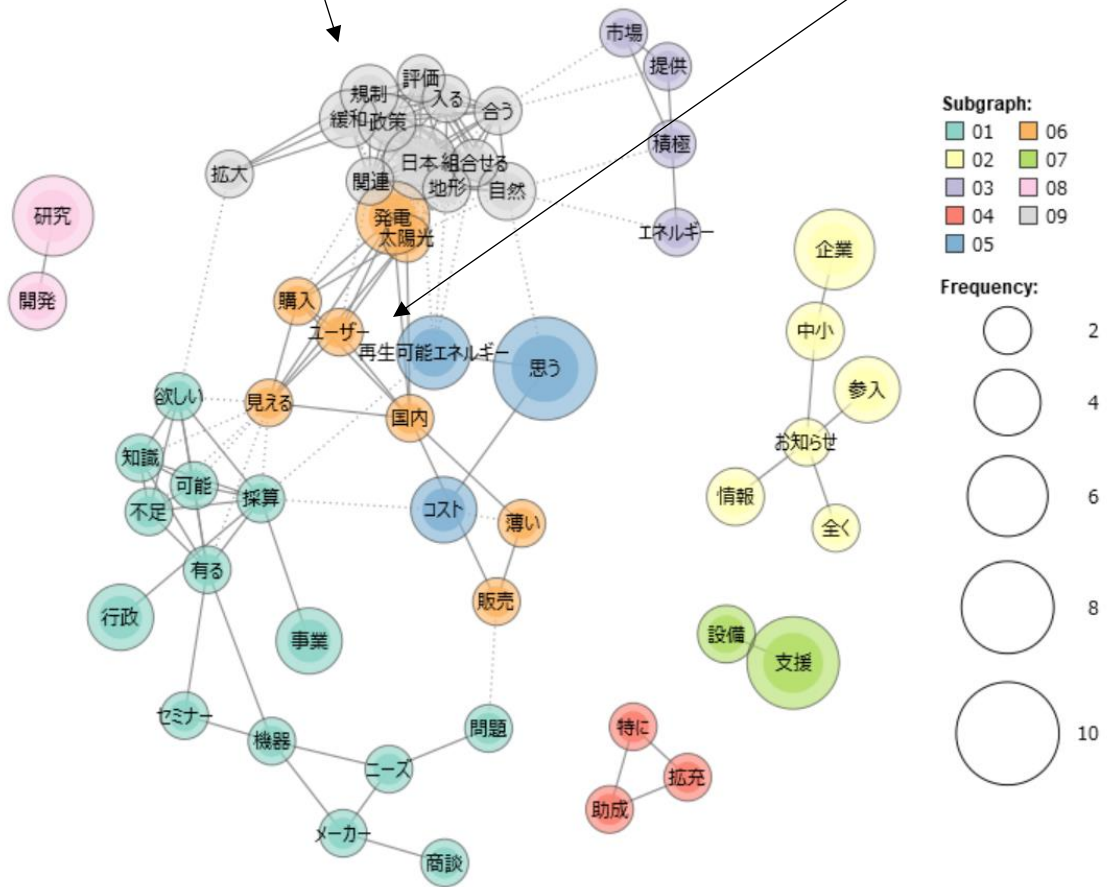 市場
提供
評価
規制
入る
合う
緩和
政策
積極
日本
組合せる
拡大
関連
地形
自然
研究
発電
太陽光
エネルギー
企業
開発
購入
ユーザー
中小
再生可能エネルギー
思う
欲しい
見える
参入
国内
知識
お知らせ
可能
採算
情報
不足
コスト
薄い
全く
有る
販売
行政
事業
設備
支援
セミナー
機器
問題
特に
ニーズ
拡充
助成
メーカー
商談
Subgraph:
01 06
02 07
03 08
04 09
05
Frequency:
2
4
6
8
10